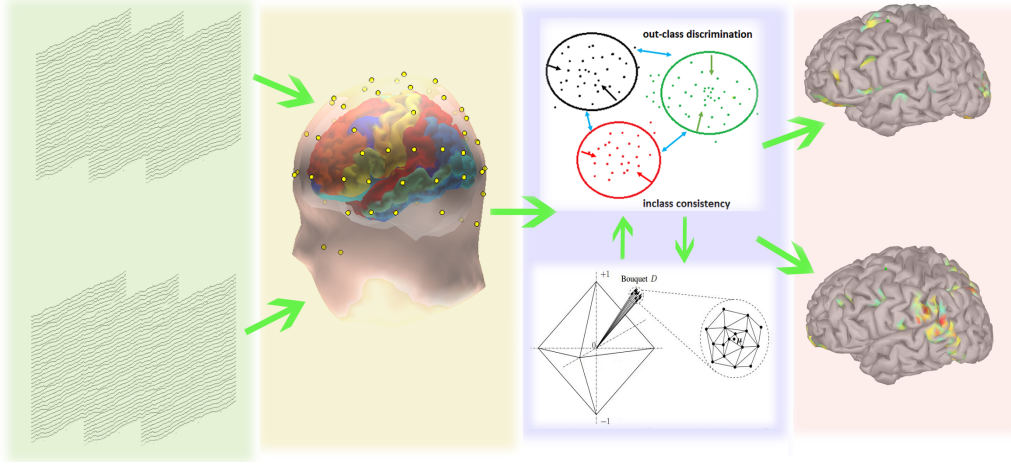 out-class discrimination
inclass consistency
+1
Bouquet D
0
μ
−1